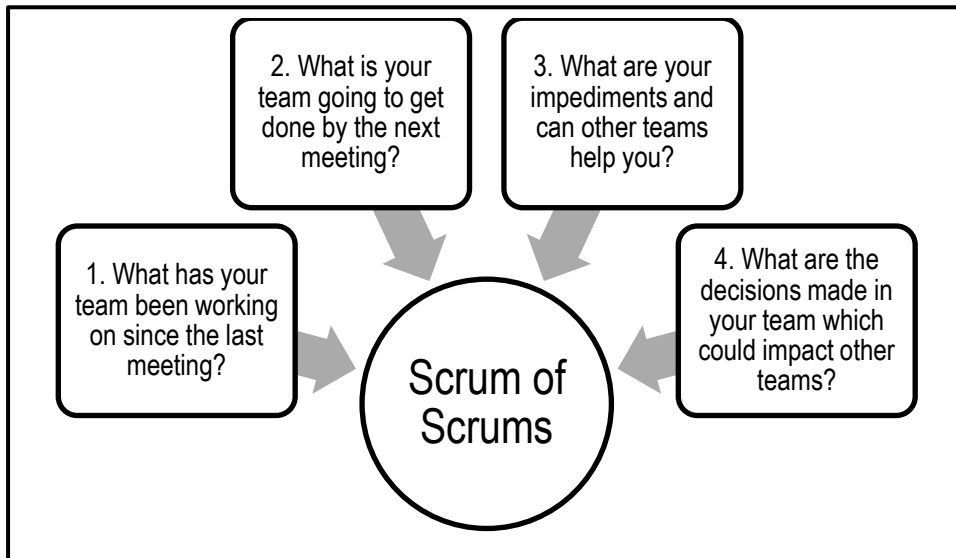 1. What has your
team been working
on since the last
meeting?
2. What is your
team going to get
done by the next
meeting?
3. What are your
impediments and
can other teams
help you?
4. What are the
decisions made in
your team which
could impact other
teams?
Scrum of
Scrums